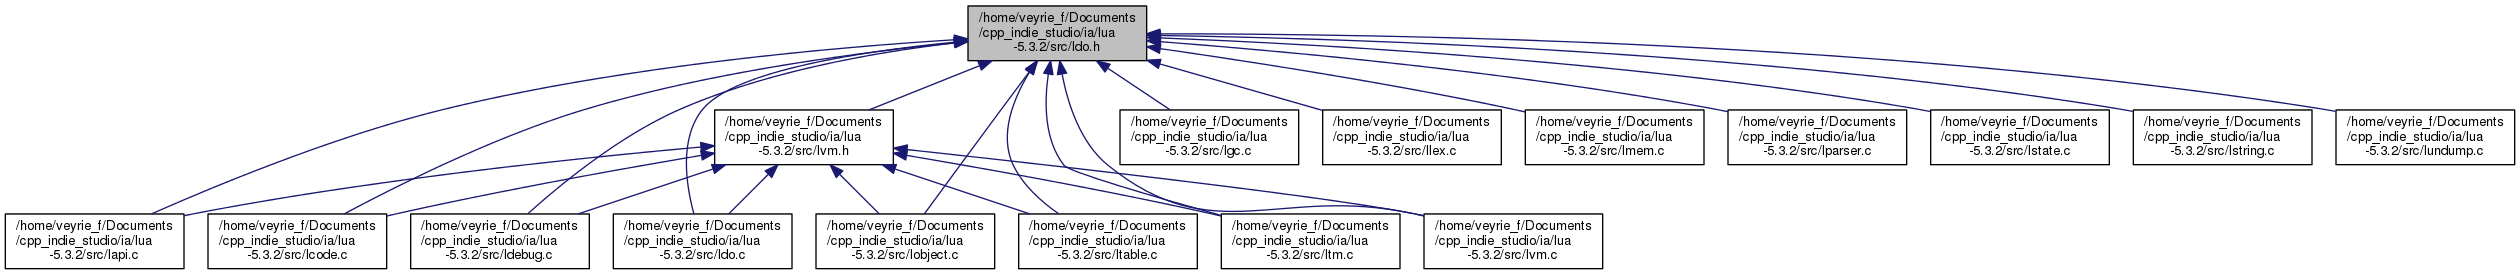 /home/veyrie_f/Documents
/cpp_indie_studio/ia/lua
-5.3.2/src/ldo.h
/home/veyrie_f/Documents
/cpp_indie_studio/ia/lua
-5.3.2/src/lvm.h
/home/veyrie_f/Documents
/cpp_indie_studio/ia/lua
-5.3.2/src/lgc.c
/home/veyrie_f/Documents
/cpp_indie_studio/ia/lua
-5.3.2/src/llex.c
/home/veyrie_f/Documents
/cpp_indie_studio/ia/lua
-5.3.2/src/lmem.c
/home/veyrie_f/Documents
/cpp_indie_studio/ia/lua
-5.3.2/src/lparser.c
/home/veyrie_f/Documents
/cpp_indie_studio/ia/lua
-5.3.2/src/lstate.c
/home/veyrie_f/Documents
/cpp_indie_studio/ia/lua
-5.3.2/src/lstring.c
/home/veyrie_f/Documents
/cpp_indie_studio/ia/lua
-5.3.2/src/lundump.c
/home/veyrie_f/Documents
/cpp_indie_studio/ia/lua
-5.3.2/src/lapi.c
/home/veyrie_f/Documents
/cpp_indie_studio/ia/lua
-5.3.2/src/lcode.c
/home/veyrie_f/Documents
/cpp_indie_studio/ia/lua
-5.3.2/src/ldebug.c
/home/veyrie_f/Documents
/cpp_indie_studio/ia/lua
-5.3.2/src/ldo.c
/home/veyrie_f/Documents
/cpp_indie_studio/ia/lua
-5.3.2/src/lobject.c
/home/veyrie_f/Documents
/cpp_indie_studio/ia/lua
-5.3.2/src/ltable.c
/home/veyrie_f/Documents
/cpp_indie_studio/ia/lua
-5.3.2/src/ltm.c
/home/veyrie_f/Documents
/cpp_indie_studio/ia/lua
-5.3.2/src/lvm.c